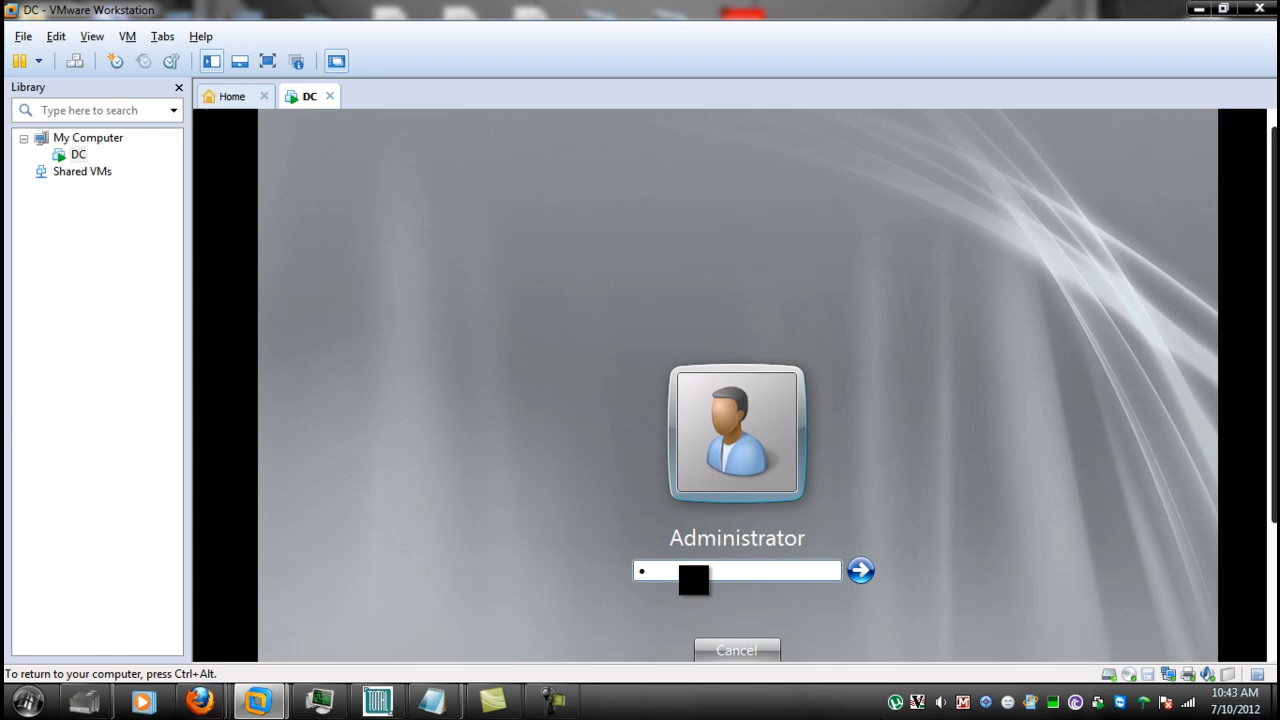 DC - VMware Workstation
File Edit View VM Tabs Help
Library
Type here to search
My Computer
DC
Shared VMs
Home
DC
Administrator
Cancel
To return to your computer, press Ctrl+Alt.
TOTAL
10:43 AM
7/10/2012